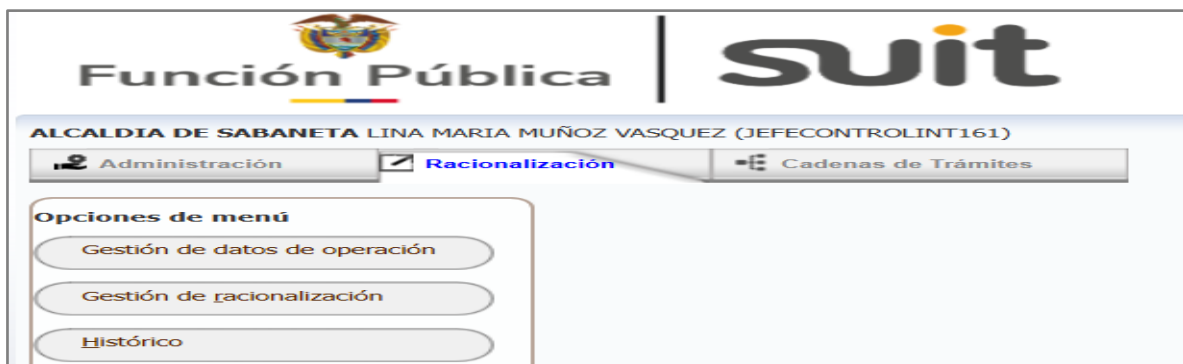 Función Pública
suit
ALCALDIA DE SABANETA LINA MARIA MUÑOZ VASQUEZ (JEFECONTROLINT161)
Administración
Racionalización
Cadenas de Trámites
Opciones de menú
Gestión de datos de operación
Gestión de racionalización
Histórico